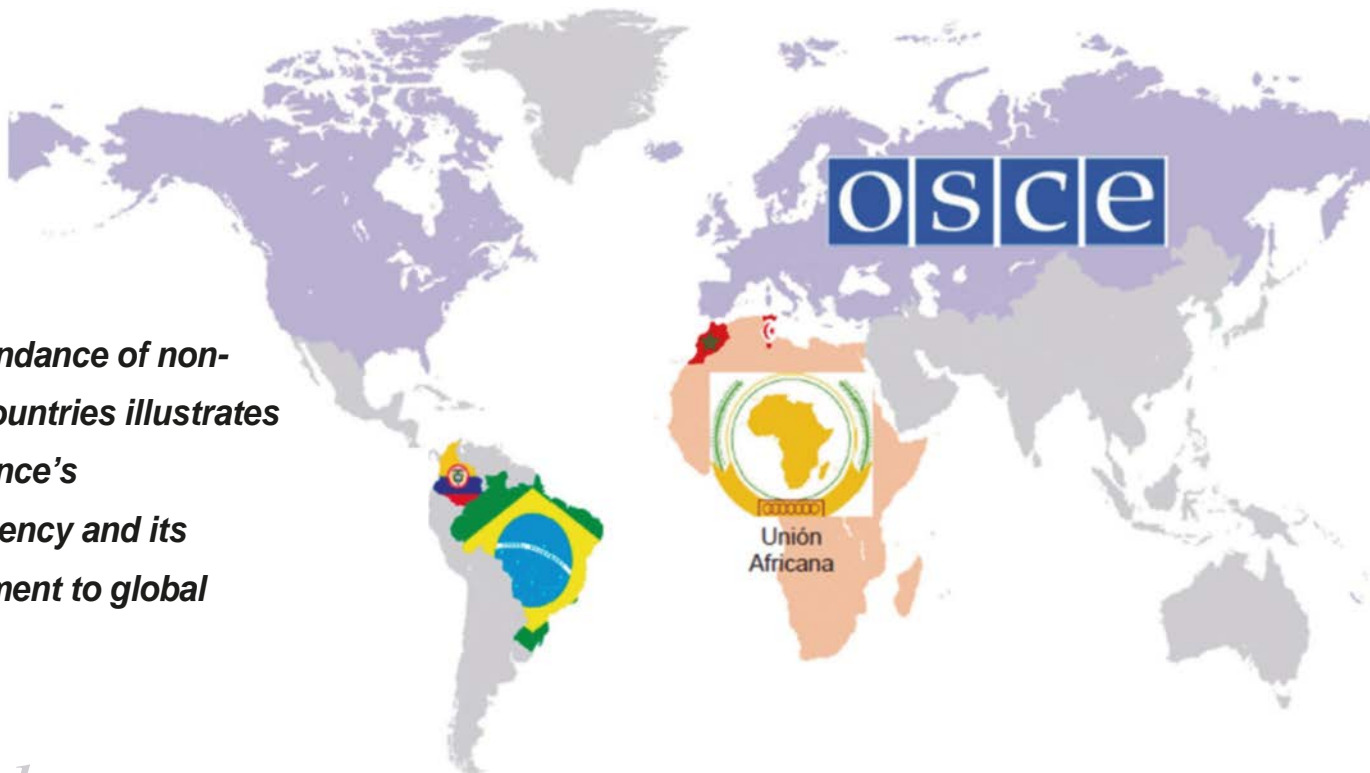 ndance of non-
ountries illustrates
nce's
ency and its
ment to global
osce
Unión
Africana